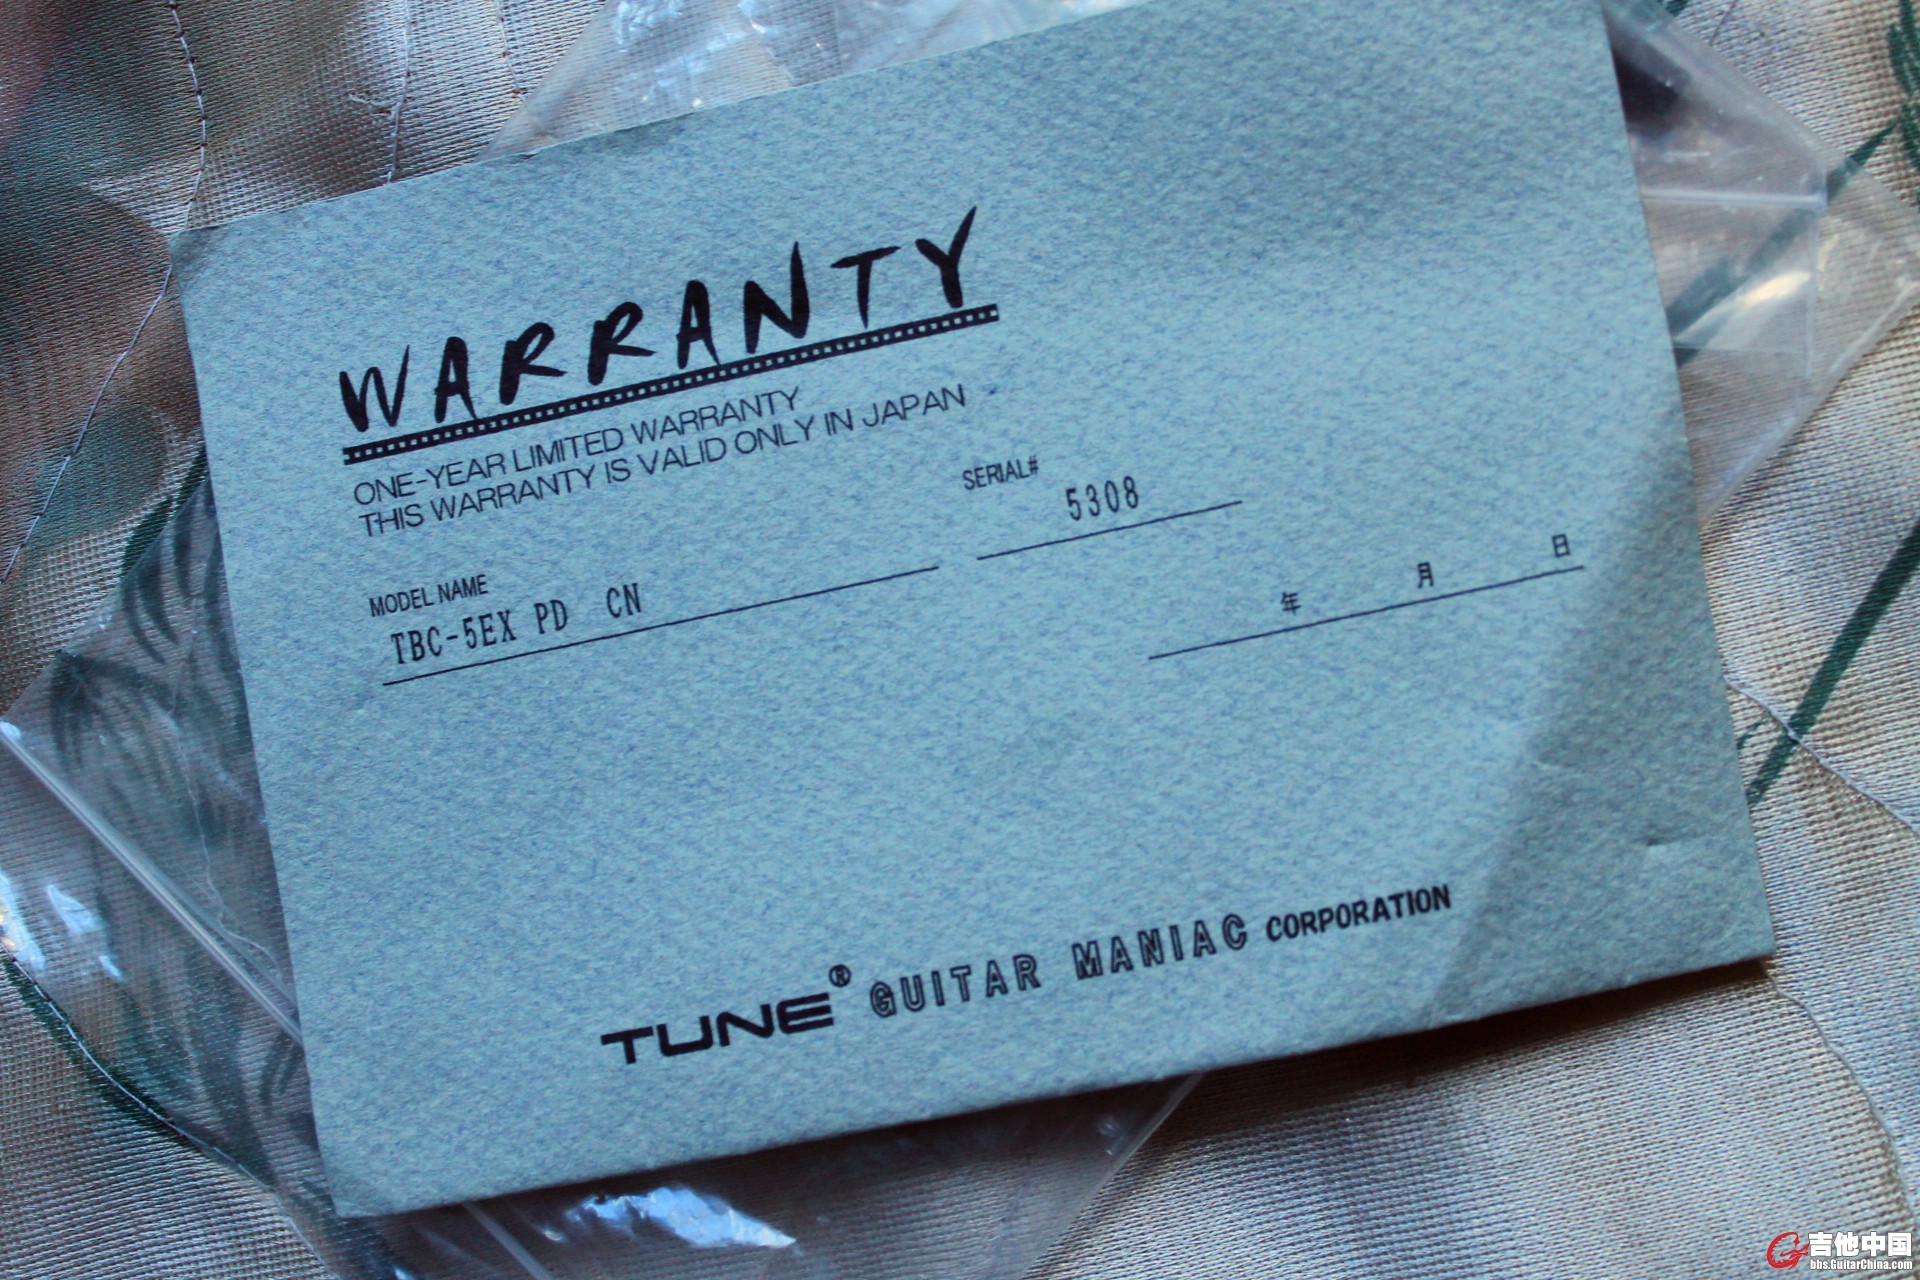 WARRANTY
ONE-YEAR LIMITED WARRANTY
THIS WARRANTY IS VALID ONLY IN JAPAN
SERIAL#
5308
MODEL NAME
TBC-5EX PD CN
年 月 日
TUNE® GUITAR MANIAC CORPORATION
吉他中国
bbs.GuitarChina.com